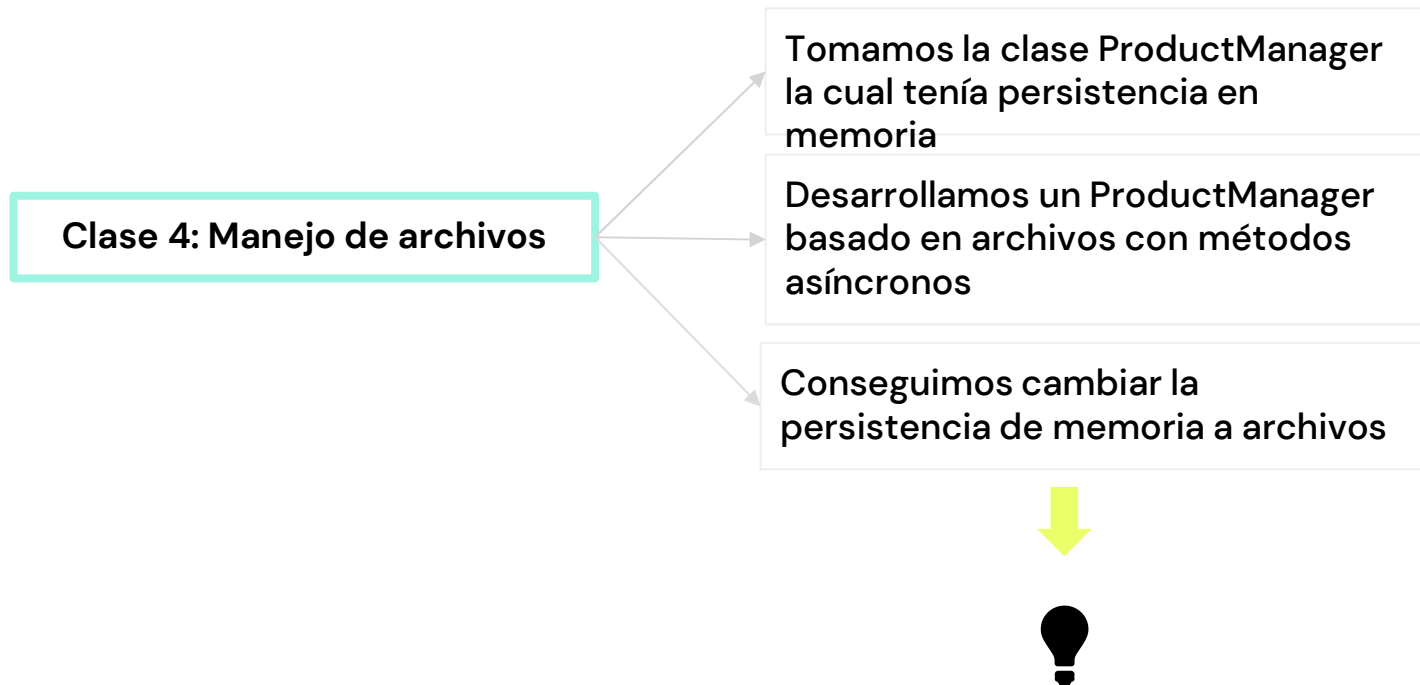 Tomamos la clase ProductManager
la cual tenía persistencia en
memoria
Clase 4: Manejo de archivos
Desarrollamos un ProductManager
basado en archivos con métodos
asíncronos
Conseguimos cambiar la
persistencia de memoria a archivos